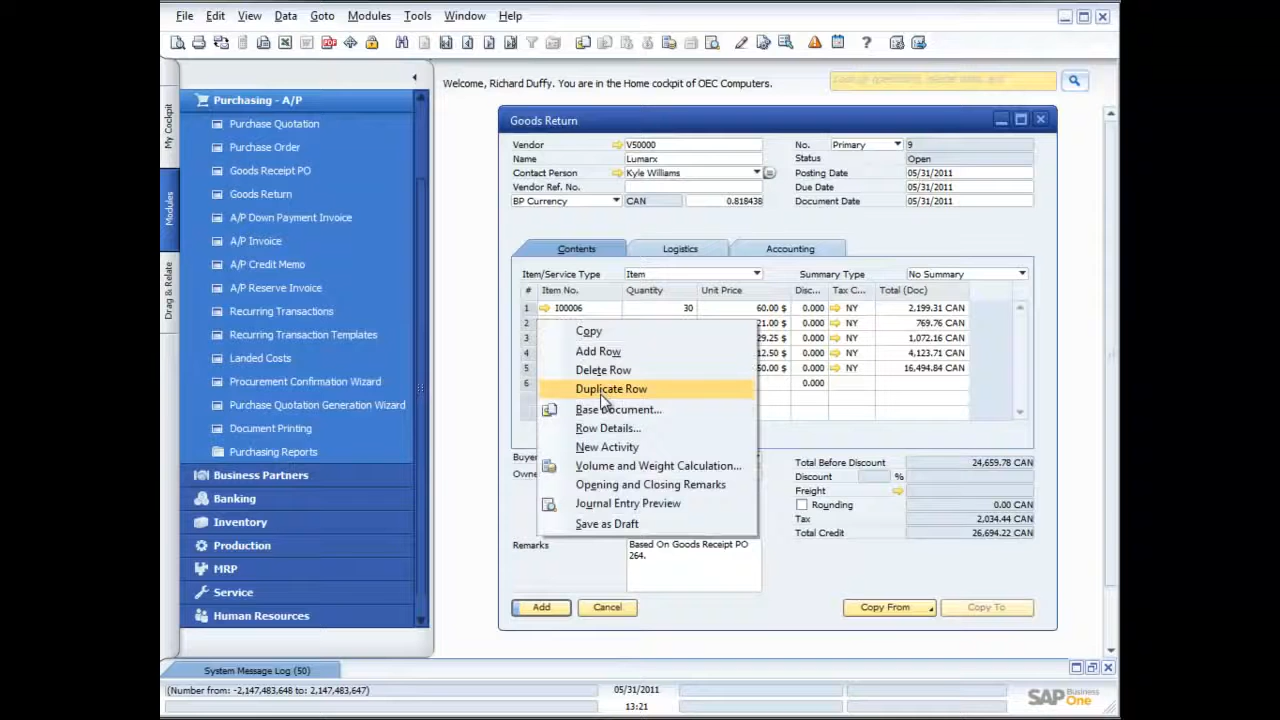 File Edit View Data Goto Modules Tools Window Help
Welcome, Richard Duffy. You are in the Home cockpit of OEC Computers.
My Cockpit
Modules
Drag & Relate
Purchasing - A/P
Purchase Quotation
Purchase Order
Goods Receipt PO
Goods Return
A/P Down Payment Invoice
A/P Invoice
A/P Credit Memo
A/P Reserve Invoice
Recurring Transactions
Recurring Transaction Templates
Landed Costs
Procurement Confirmation Wizard
Purchase Quotation Generation Wizard
Document Printing
Purchasing Reports
Business Partners
Banking
Inventory
Production
MRP
Service
Human Resources
Goods Return
Vendor V50000 No. Primary 9
Name Lumarx Status Open
Contact Person Kyle Williams Posting Date 05/31/2011
Vendor Ref. No. Due Date 05/31/2011
BP Currency CAN 0.818438 Document Date 05/31/2011
Contents Logistics Accounting
Item/Service Type Item Summary Type No Summary
# Item No. Quantity Unit Price Disc... Tax C... Total (Doc)
1 I00006 30 60.00 $ 0.000 NY 2,199.31 CAN
2 21.00 $ 0.000 NY 769.76 CAN
3 29.25 $ 0.000 NY 1,072.16 CAN
4 12.50 $ 0.000 NY 4,123.71 CAN
5 50.00 $ 0.000 NY 16,494.84 CAN
6 0.000
Copy
Add Row
Delete Row
Duplicate Row
Base Document...
Row Details...
New Activity
Volume and Weight Calculation...
Opening and Closing Remarks
Journal Entry Preview
Save as Draft
Buyer
Owne
Total Before Discount 24,659.78 CAN
Discount %
Freight
Rounding 0.00 CAN
Tax 2,034.44 CAN
Total Credit 26,694.22 CAN
Remarks Based On Goods Receipt PO
264.
Add Cancel Copy From Copy To
System Message Log (50)
(Number from: -2,147,483,648 to: 2,147,483,647) 05/31/2011
13:21
SAP Business One